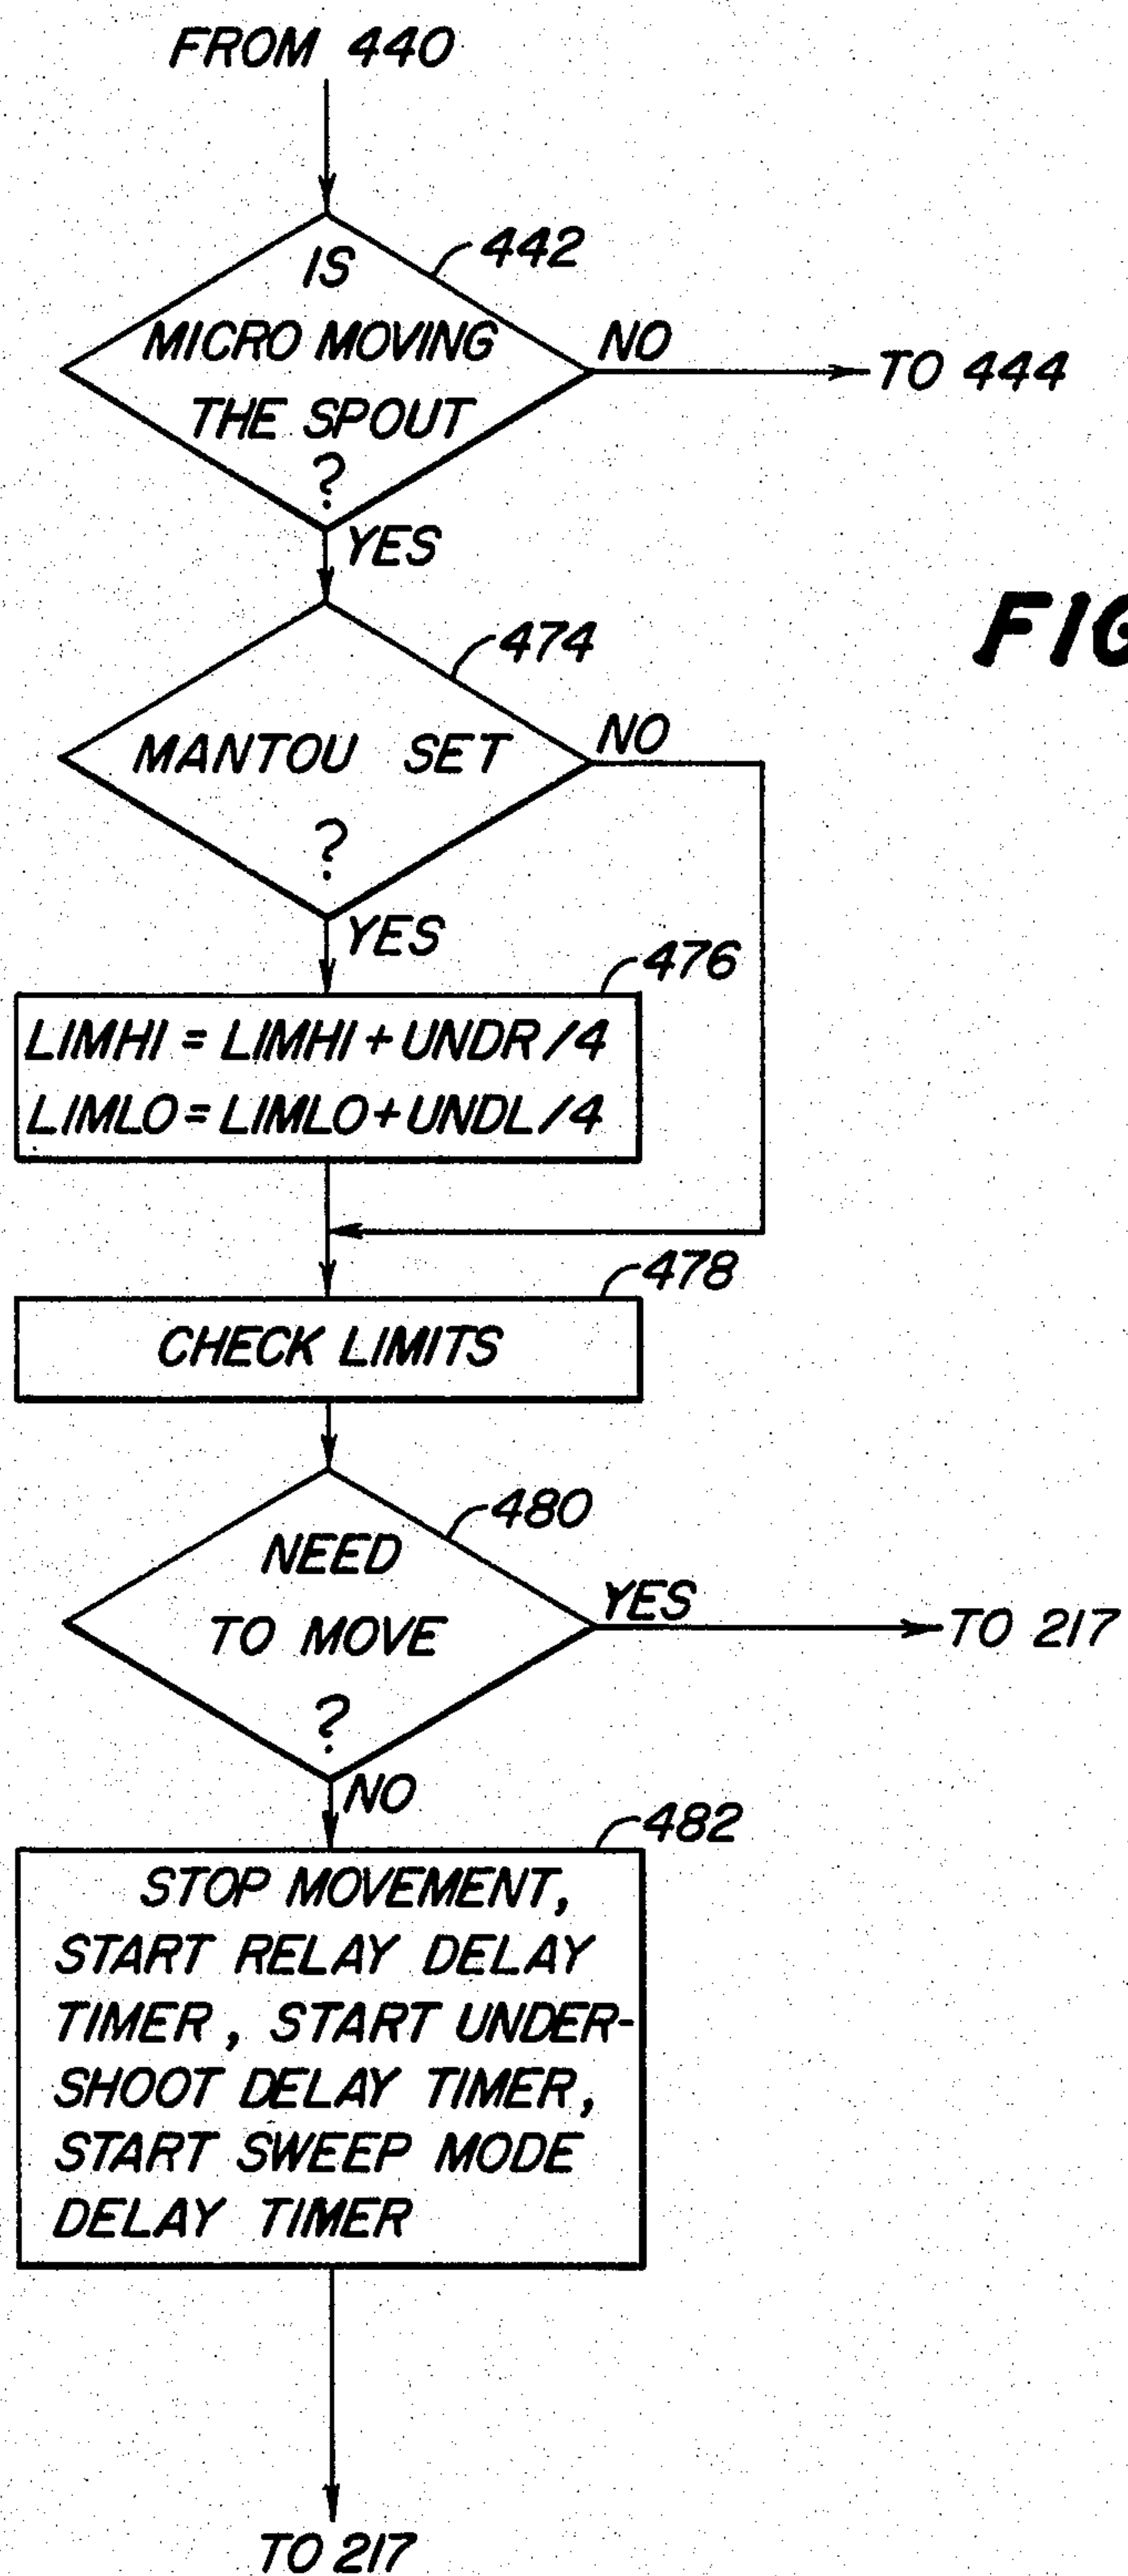 FROM 440
IS
442
MICRO MOVING
NO
TO 444
THE SPOUT
?
YES
FIG
474
MANTOU SET
NO
?
YES
476
LIMHI = LIMHI + UNDR/4
LIMLO = LIMLO + UNDL/4
478
CHECK LIMITS
480
NEED
YES
TO MOVE
TO 217
?
NO
482
STOP MOVEMENT,
START RELAY DELAY
TIMER, START UNDER-
SHOOT DELAY TIMER,
START SWEEP MODE
DELAY TIMER
TO 217